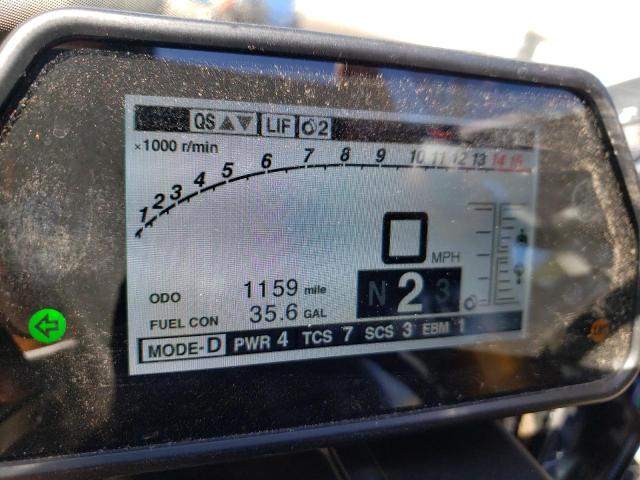 QS▲▼ LIF 2
×1000 r/min
1 2 3 4 5 6 7 8 9 10 11 12 13 14 15
0 MPH
ODO 1159 mile
N 2 3
FUEL CON 35.6 GAL
MODE-D PWR 4 TCS 7 SCS 3 EBM 1